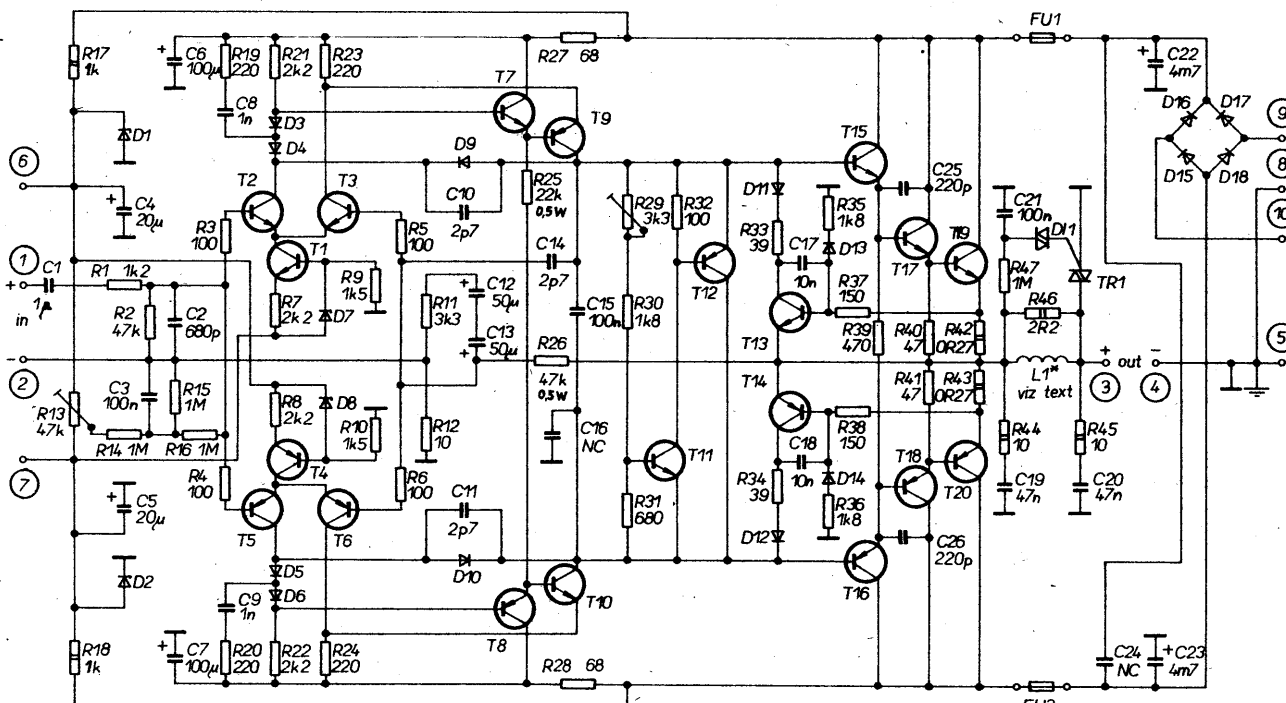 R17
1k
C6
100µ
R19
220
R21
2k2
R23
220
R27 68
FU1
C22
4m7
T7
C8
1n
D3
D4
T9
D1
D9
D16 D17
D15 D18
9
8
10
6
C4
20µ
T2
T3
C10
2p7
R25
22k
0,5W
R29
3k3
R32
100
D11
R35
1k8
T15
C25
220p
C21
100n
DI1
R3
100
R5
100
C14
2p7
T12
R33
39
C17
10n
D13
T17
T19
R47
1M
TR1
1
+
C1
1µ
in
R1 1k2
R2
47k
C2
680p
T1
R9
1k5
R7
2k2
D7
R11
3k3
C12
50µ
C13
50µ
C15
100n
R30
1k8
T13
R37
150
R39
470
R40
47
R42
0R27
R46
2R2
−
2
R26
47k
0,5W
L1*
viz text
+ out −
3
4
5
R13
47k
C3
100n
R15
1M
R14 1M
R16 1M
R8
2k2
D8
R10
1k5
R12
10
T14
R41
47
R43
0R27
R38
150
R44
10
R45
10
7
R4
100
T4
R6
100
C16
NC
T11
R34
39
C18
10n
D14
T18
T20
C19
47n
C20
47n
C5
20µ
T5
T6
C11
2p7
R31
680
R36
1k8
D12
D10
D2
D5
D6
C9
1n
T8
T10
T16
C26
220p
R18
1k
C7
100µ
R20
220
R22
2k2
R24
220
R28 68
C24
NC
C23
4m7